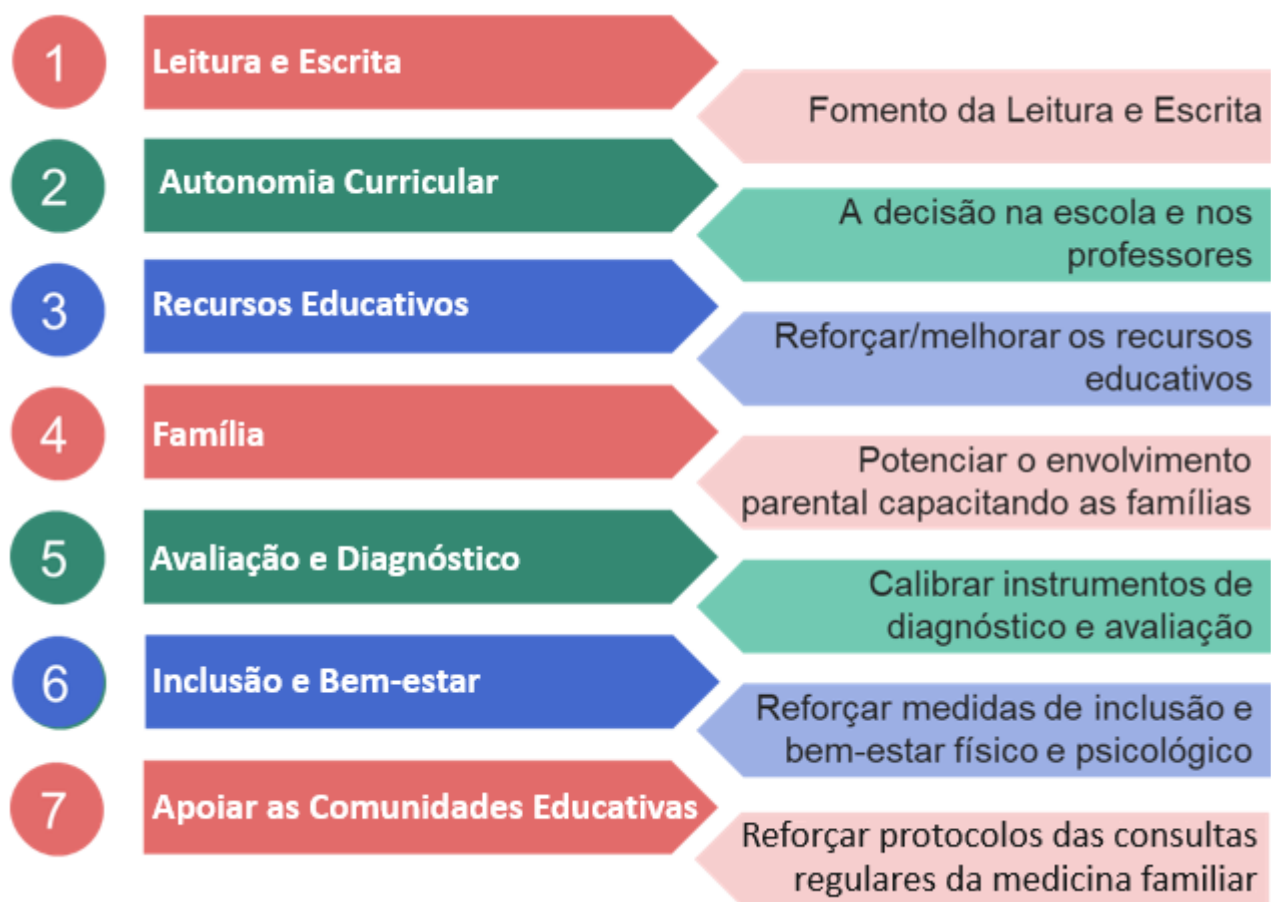 1
Leitura e Escrita
Fomento da Leitura e Escrita
2
Autonomia Curricular
A decisão na escola e nos
professores
3
Recursos Educativos
Reforçar/melhorar os recursos
educativos
4
Família
Potenciar o envolvimento
parental capacitando as famílias
5
Avaliação e Diagnóstico
Calibrar instrumentos de
diagnóstico e avaliação
6
Inclusão e Bem-estar
Reforçar medidas de inclusão e
bem-estar físico e psicológico
7
Apoiar as Comunidades Educativas
Reforçar protocolos das consultas
regulares da medicina familiar